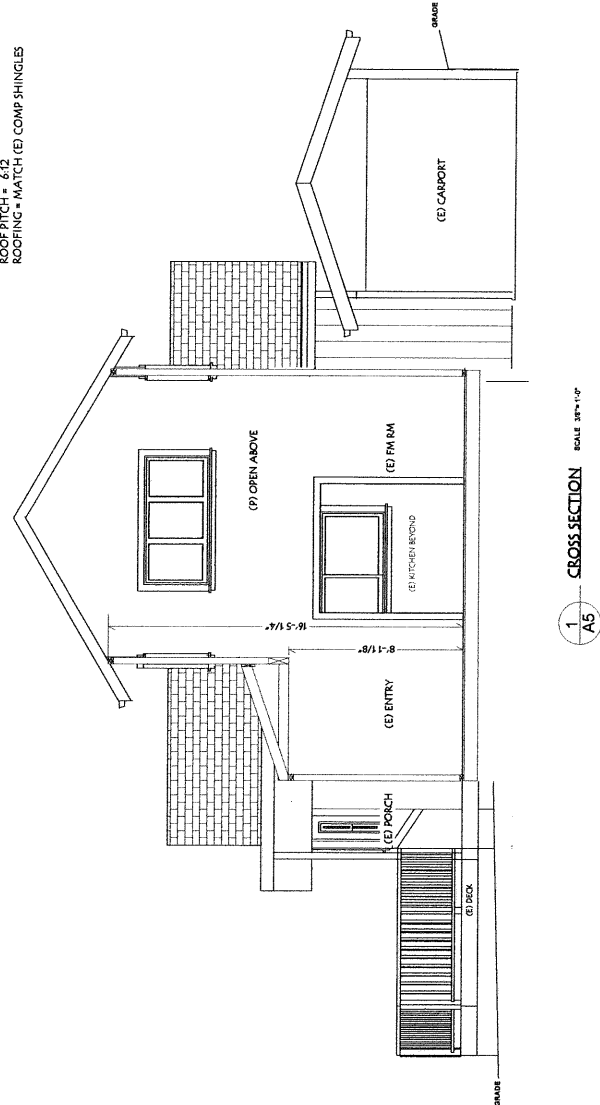 ROOF PITCH = 6:12
ROOFING = MATCH (E) COMP SHINGLES
GRADE
(E) CARPORT
(P) OPEN ABOVE
(E) FM RM
(E) KITCHEN BEYOND
16'-5 1/4"
8'-1 1/8"
(E) ENTRY
(E) PORCH
(E) DECK
GRADE
1
A5
CROSS SECTION
SCALE 3/8"=1'-0"